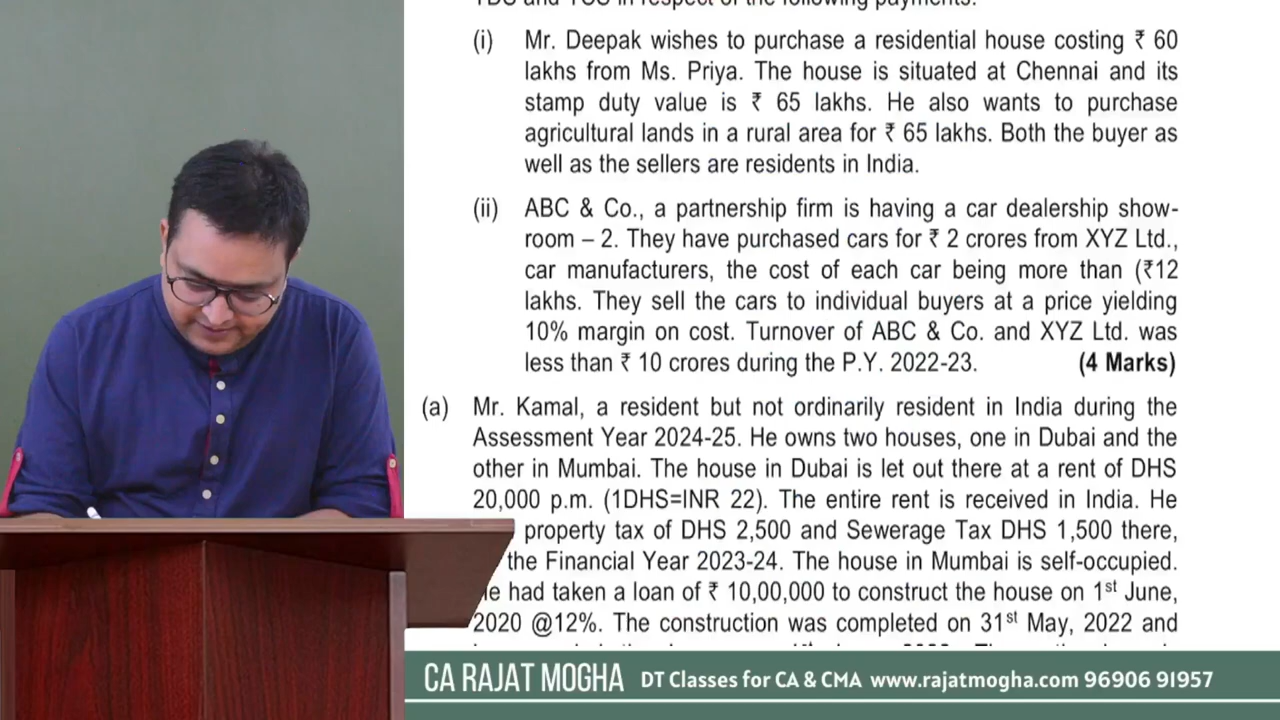 TDS and TCS in respect of the following payments:
(i) Mr. Deepak wishes to purchase a residential house costing ₹ 60
lakhs from Ms. Priya. The house is situated at Chennai and its
stamp duty value is ₹ 65 lakhs. He also wants to purchase
agricultural lands in a rural area for ₹ 65 lakhs. Both the buyer as
well as the sellers are residents in India.
(ii) ABC & Co., a partnership firm is having a car dealership show-
room – 2. They have purchased cars for ₹ 2 crores from XYZ Ltd.,
car manufacturers, the cost of each car being more than (₹12
lakhs. They sell the cars to individual buyers at a price yielding
10% margin on cost. Turnover of ABC & Co. and XYZ Ltd. was
less than ₹ 10 crores during the P.Y. 2022-23. (4 Marks)
(a) Mr. Kamal, a resident but not ordinarily resident in India during the
Assessment Year 2024-25. He owns two houses, one in Dubai and the
other in Mumbai. The house in Dubai is let out there at a rent of DHS
20,000 p.m. (1DHS=INR 22). The entire rent is received in India. He
property tax of DHS 2,500 and Sewerage Tax DHS 1,500 there,
the Financial Year 2023-24. The house in Mumbai is self-occupied.
He had taken a loan of ₹ 10,00,000 to construct the house on 1st June,
2020 @12%. The construction was completed on 31st May, 2022 and
CA RAJAT MOGHA DT Classes for CA & CMA www.rajatmogha.com 96906 91957